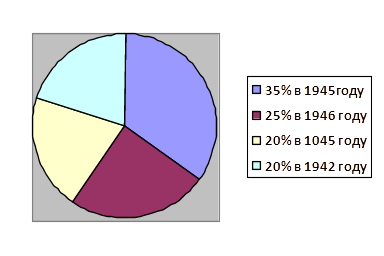 35% в 1945году
25% в 1946 году
20% в 1045 году
20% в 1942 году